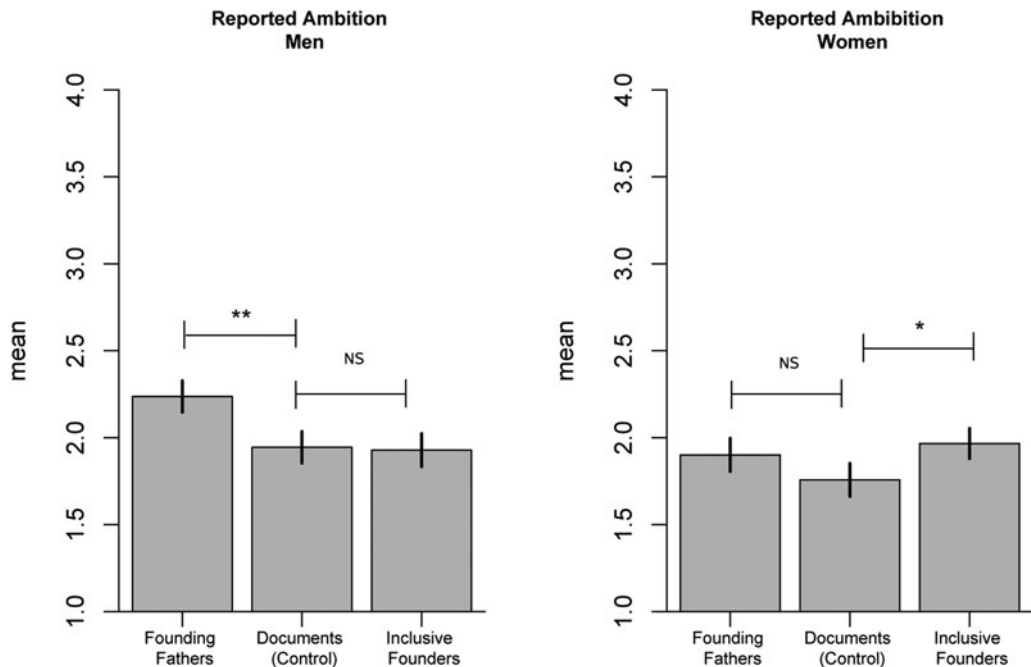 Reported Ambition
Men
mean
4.0
3.5
3.0
2.5
2.0
1.5
1.0
**
NS
Founding
Fathers
Documents
(Control)
Inclusive
Founders
Reported Ambibition
Women
mean
4.0
3.5
3.0
2.5
2.0
1.5
1.0
NS
*
Founding
Fathers
Documents
(Control)
Inclusive
Founders